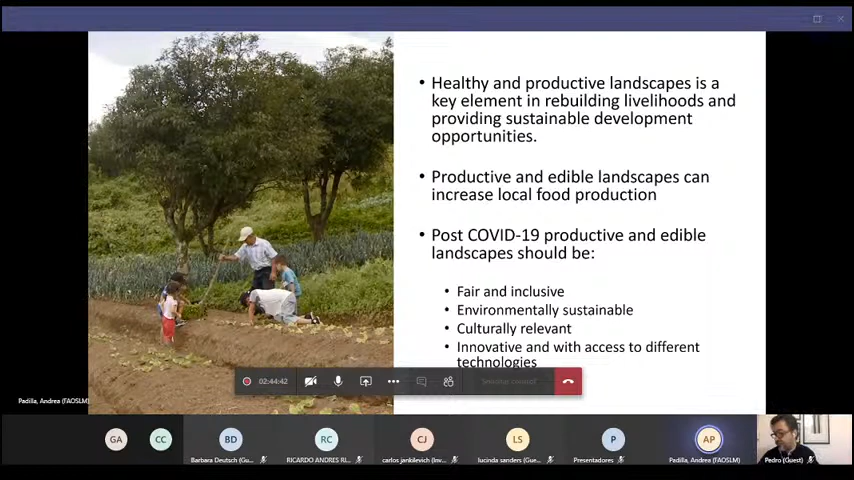 • Healthy and productive landscapes is a
key element in rebuilding livelihoods and
providing sustainable development
opportunities.
• Productive and edible landscapes can
increase local food production
• Post COVID-19 productive and edible
landscapes should be:
• Fair and inclusive
• Environmentally sustainable
• Culturally relevant
• Innovative and with access to different
technologies
02:44:42
Padilla, Andrea (FAOSLM)
GA
CC
BD
RC
CJ
LS
P
AP
Barbara Deutsch (Gu...
RICARDO ANDRES RI...
carlos jankilevich (Inv...
lucinda sanders (Gue...
Presentadores
Padilla, Andrea (FAOSLM)
Pedro (Guest)